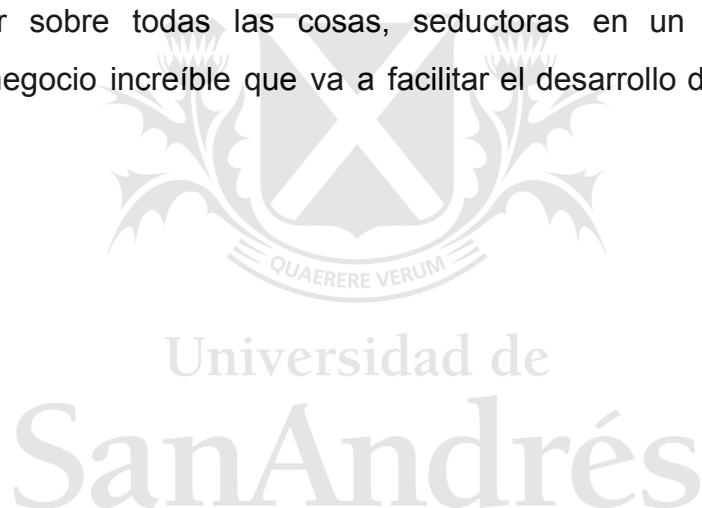 r sobre todas las cosas, seductoras en un
negocio increíble que va a facilitar el desarrollo d
QUAERERE VERUM
Universidad de
SanAndrés